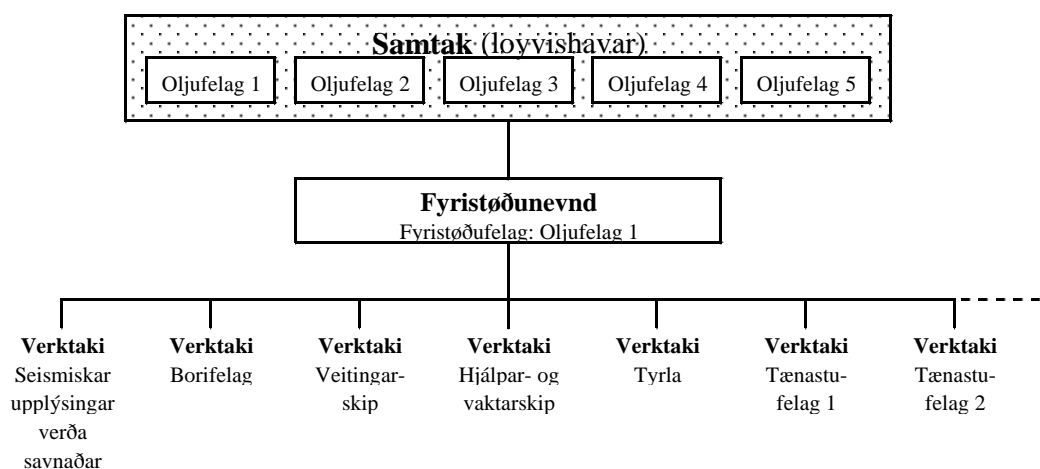 Samtak (loyvishavar)
Oljufelag 1
Oljufelag 2
Oljufelag 3
Oljufelag 4
Oljufelag 5
Fyristøðunevnd
Fyristøðufelag: Oljufelag 1
Verktaki
Seismiskar
upplýsingar
verða
savnaðar
Verktaki
Borifelag
Verktaki
Veitingar-
skip
Verktaki
Hjálpar- og
vaktarskip
Verktaki
Tyrla
Verktaki
Tænastu-
felag 1
Verktaki
Tænastu-
felag 2